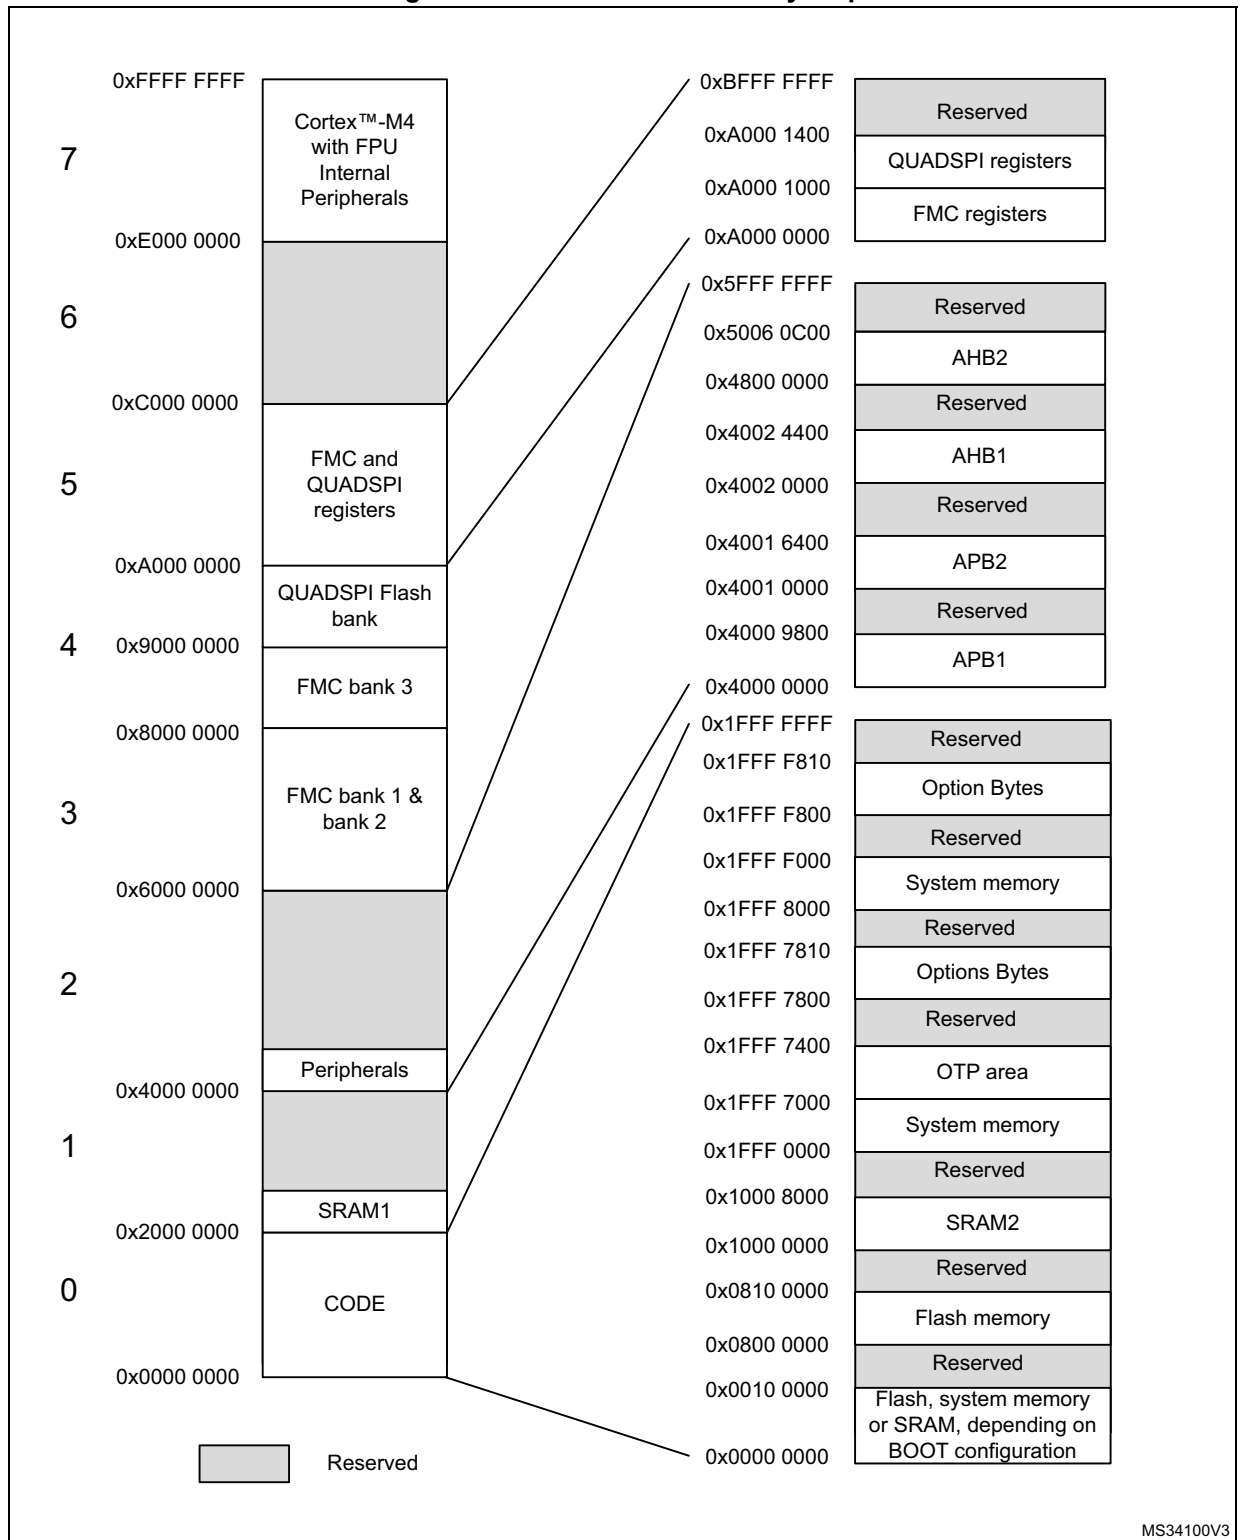 0xFFFF FFFF
7
Cortex™-M4
with FPU
Internal
Peripherals
0xE000 0000
6
0xC000 0000
5
FMC and
QUADSPI
registers
0xA000 0000
QUADSPI Flash
bank
4
0x9000 0000
FMC bank 3
0x8000 0000
3
FMC bank 1 &
bank 2
0x6000 0000
2
Peripherals
0x4000 0000
1
SRAM1
0x2000 0000
0
CODE
0x0000 0000
Reserved
0xBFFF FFFF
Reserved
0xA000 1400
QUADSPI registers
0xA000 1000
FMC registers
0xA000 0000
0x5FFF FFFF
Reserved
0x5006 0C00
AHB2
0x4800 0000
Reserved
0x4002 4400
AHB1
0x4002 0000
Reserved
0x4001 6400
APB2
0x4001 0000
Reserved
0x4000 9800
APB1
0x4000 0000
0x1FFF FFFF
Reserved
0x1FFF F810
Option Bytes
0x1FFF F800
Reserved
0x1FFF F000
System memory
0x1FFF 8000
Reserved
0x1FFF 7810
Options Bytes
0x1FFF 7800
Reserved
0x1FFF 7400
OTP area
0x1FFF 7000
System memory
0x1FFF 0000
Reserved
0x1000 8000
SRAM2
0x1000 0000
Reserved
0x0810 0000
Flash memory
0x0800 0000
Reserved
0x0010 0000
Flash, system memory
or SRAM, depending on
BOOT configuration
0x0000 0000
MS34100V3